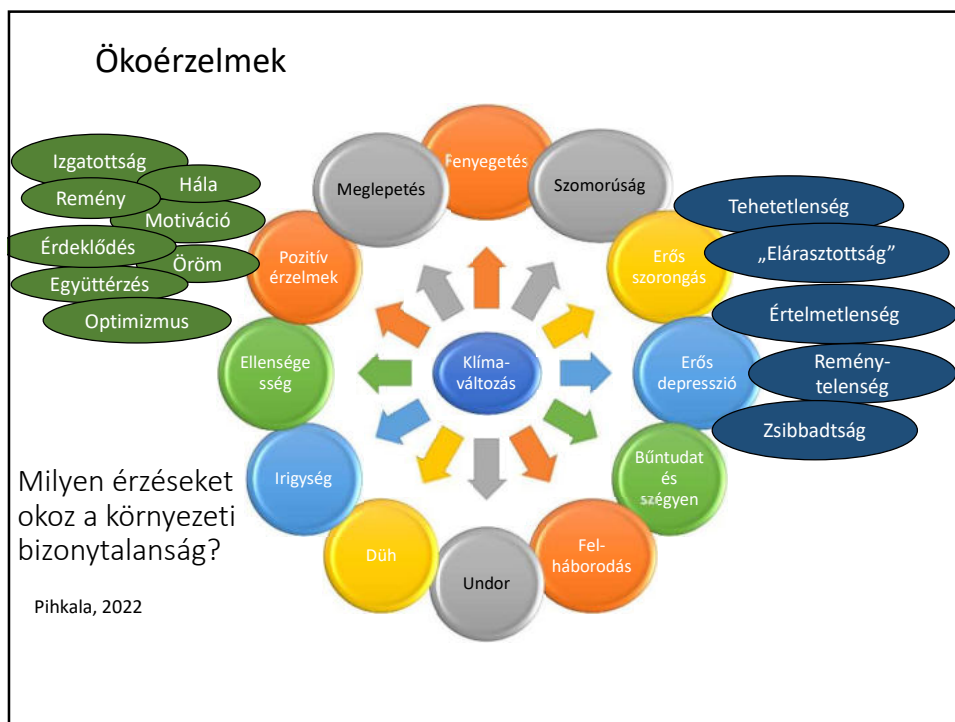 Ökoérzelmek
Izgatottság
Hála
Remény
Motiváció
Érdeklődés
Öröm
Együttérzés
Optimizmus
Fenyegetés
Meglepetés
Szomorúság
Pozitív
érzelmek
Erős
szorongás
Tehetetlenség
„Elárasztottság”
Értelmetlenség
Remény-
telenség
Zsibbadtság
Ellensége
sség
Klíma-
változás
Erős
depresszió
Irigység
Bűntudat
és
szégyen
Düh
Undor
Fel-
háborodás
Milyen érzéseket
okoz a környezeti
bizonytalanság?
Pihkala, 2022